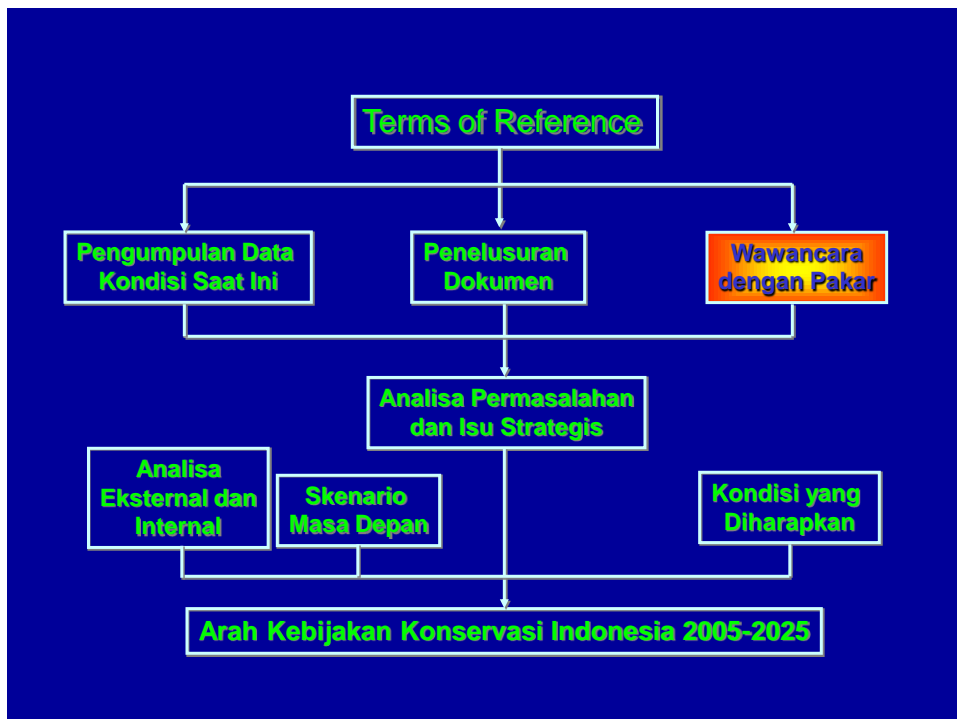 Terms of Reference
Pengumpulan Data
Kondisi Saat Ini
Penelusuran
Dokumen
Wawancara
dengan Pakar
Analisa Permasalahan
dan Isu Strategis
Analisa
Eksternal dan
Internal
Skenario
Masa Depan
Kondisi yang
Diharapkan
Arah Kebijakan Konservasi Indonesia 2005-2025